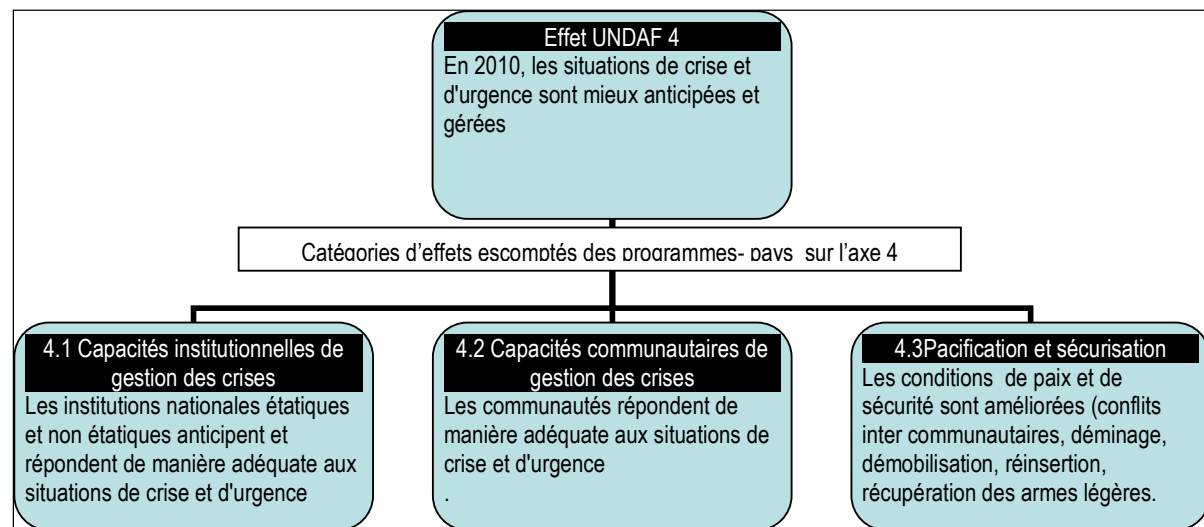 Effet UNDAF 4
En 2010, les situations de crise et
d'urgence sont mieux anticipées et
gérées
Catégories d'effets escomptés des programmes- pays sur l'axe 4
4.1 Capacités institutionnelles de
gestion des crises
Les institutions nationales étatiques
et non étatiques anticipent et
répondent de manière adéquate aux
situations de crise et d'urgence
4.2 Capacités communautaires de
gestion des crises
Les communautés répondent de
manière adéquate aux situations de
crise et d'urgence
.
4.3Pacification et sécurisation
Les conditions de paix et de
sécurité sont améliorées (conflits
inter communautaires, déminage,
démobilisation, réinsertion,
récupération des armes légères.